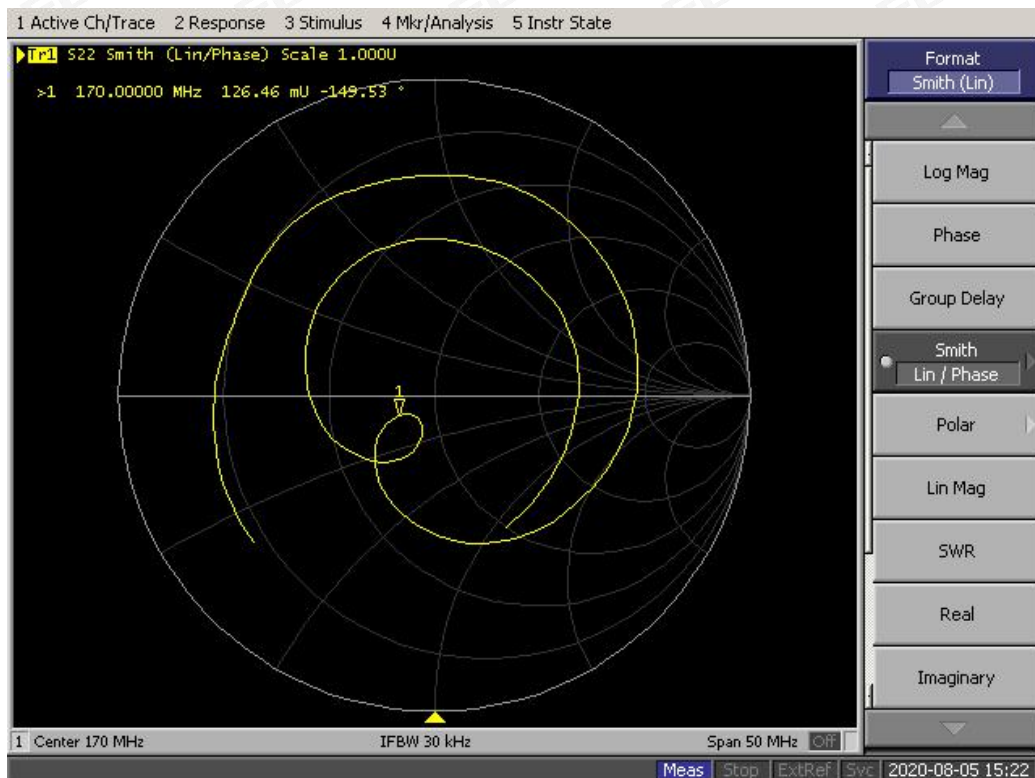 1 Active Ch/Trace 2 Response 3 Stimulus 4 Mkr/Analysis 5 Instr State
Tr1 S22 Smith (Lin/Phase) Scale 1.000U
>1 170.00000 MHz 126.46 mU -149.53 °
1
Format
Smith (Lin)
Log Mag
Phase
Group Delay
Smith
Lin / Phase
Polar
Lin Mag
SWR
Real
Imaginary
1 Center 170 MHz IFBW 30 kHz Span 50 MHz Off
Meas Stop ExtRef Svc 2020-08-05 15:22